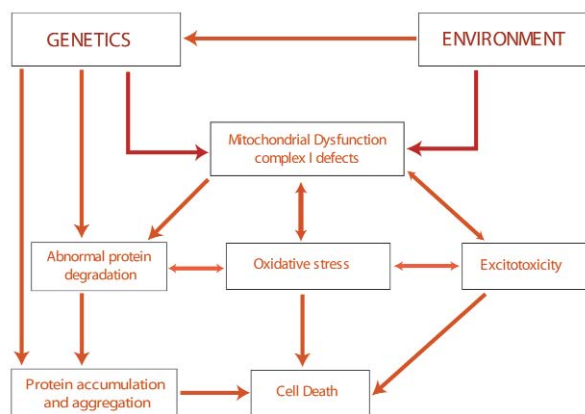 GENETICS
ENVIRONMENT
Mitochondrial Dysfunction
complex I defects
Abnormal protein
degradation
Oxidative stress
Excitotoxicity
Protein accumulation
and aggregation
Cell Death